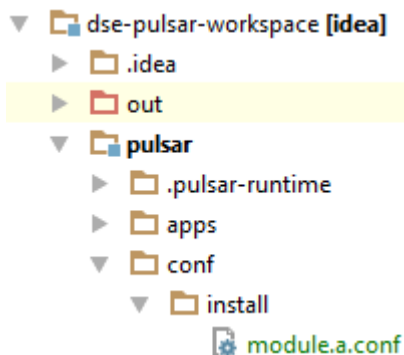 dse-pulsar-workspace [idea]
.idea
out
pulsar
.pulsar-runtime
apps
conf
install
module.a.conf